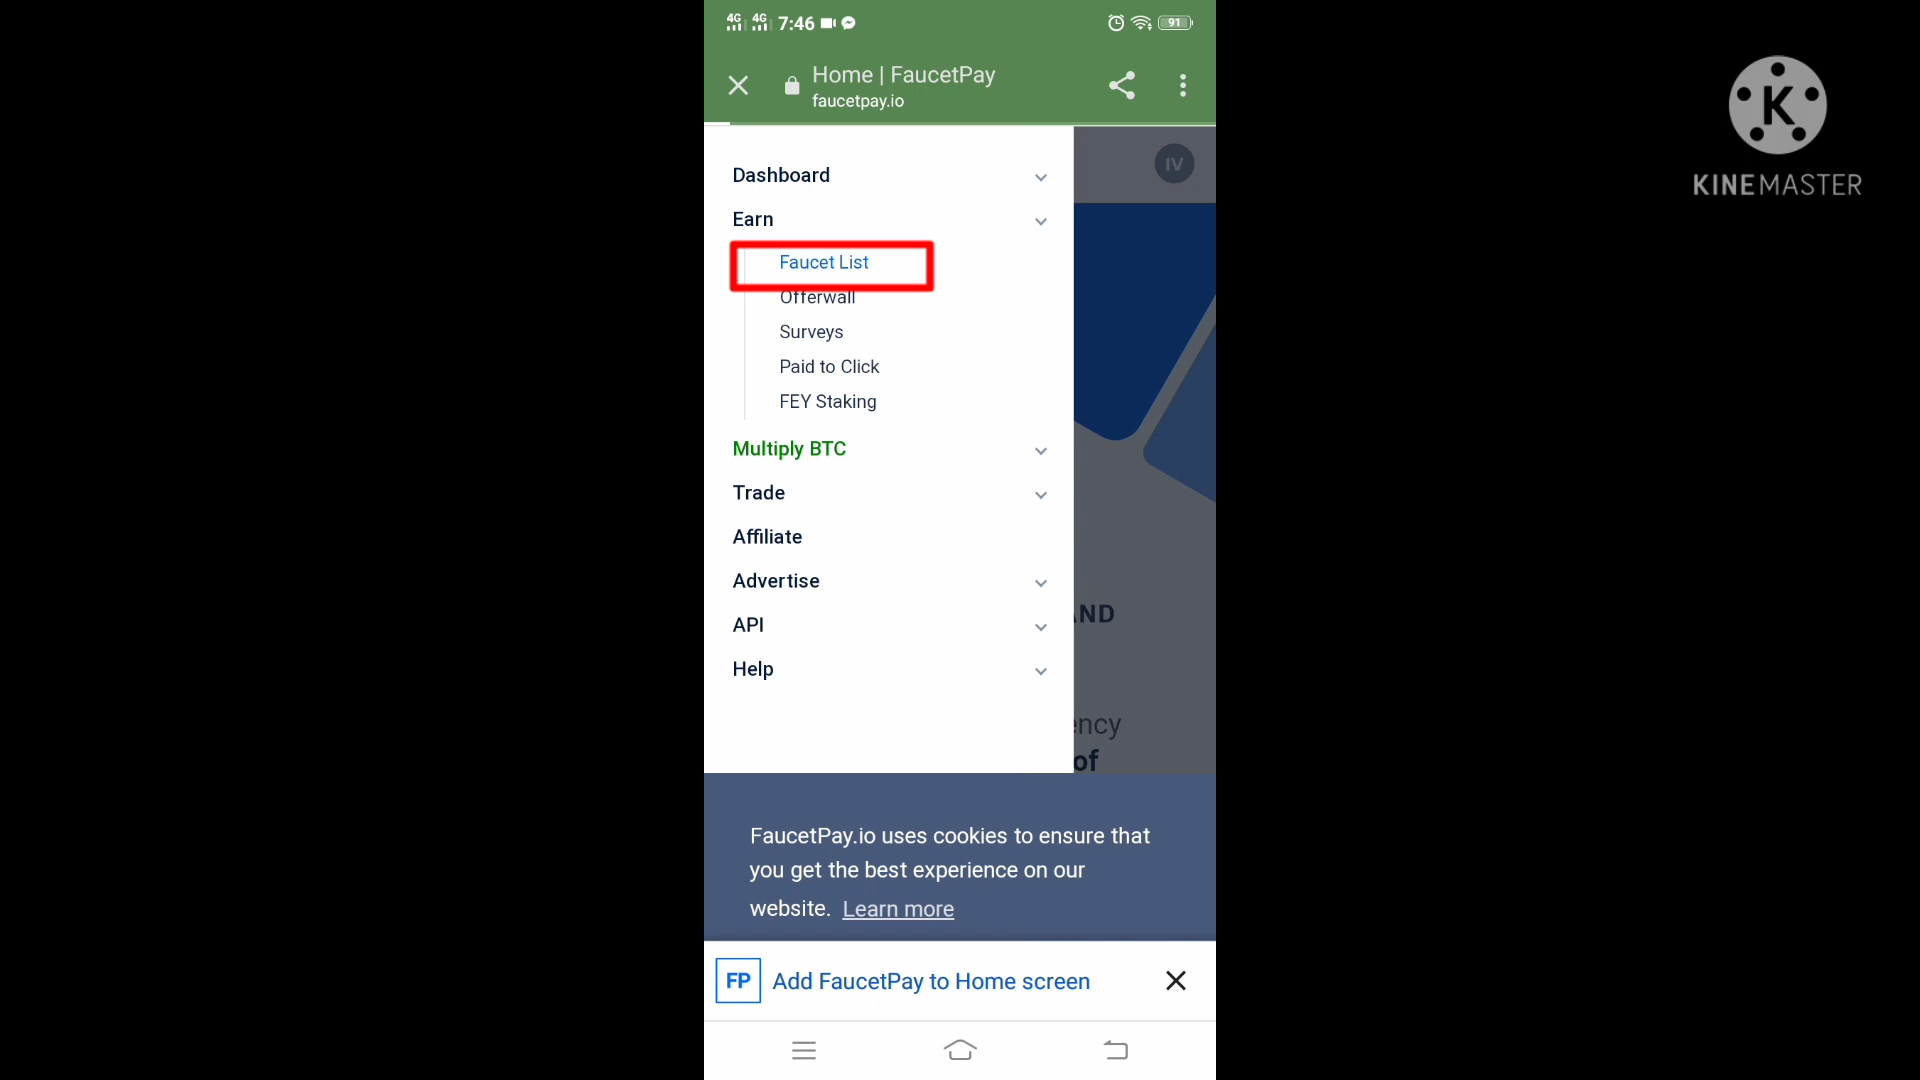 4G 4G 7:46 91
Home | FaucetPay
faucetpay.io
K
KINEMASTER
Dashboard
IV
Earn
Faucet List
Offerwall
Surveys
Paid to Click
FEY Staking
Multiply BTC
Trade
Affiliate
Advertise
API
AND
Help
ency
of
FaucetPay.io uses cookies to ensure that
you get the best experience on our
website. Learn more
FP Add FaucetPay to Home screen